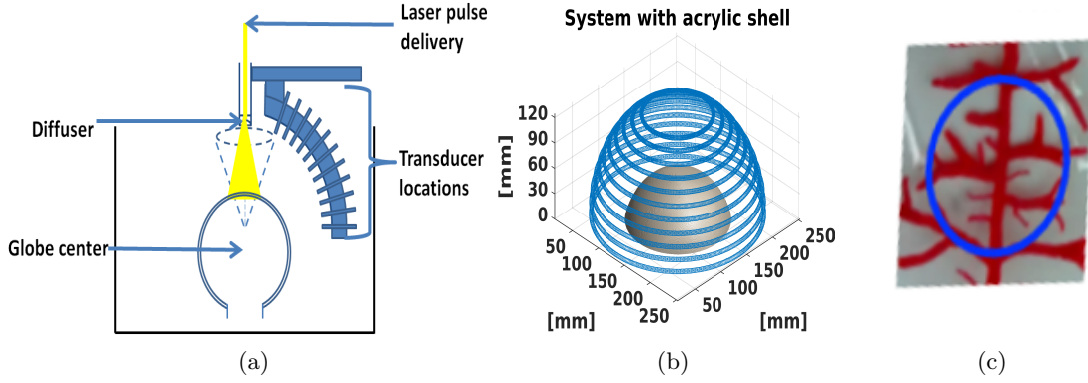 Laser pulse
delivery
Diffuser
Transducer
locations
Globe center
(a)
System with acrylic shell
120
90
60
30
0
[mm]
50
100
150
200
250
[mm]
50
100
150
200
250
[mm]
(b)
(c)